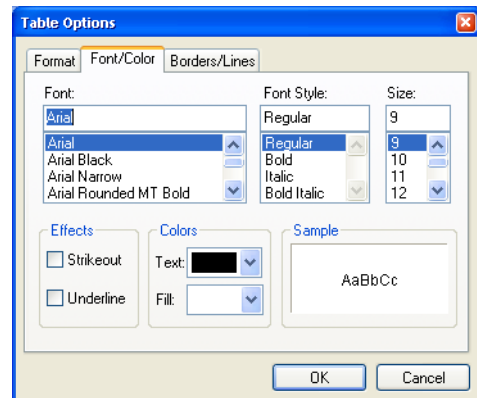 Table Options
Format Font/Color Borders/Lines
Font: Font Style: Size:
Arial Regular 9
Arial Regular 9
Arial Black Bold 10
Arial Narrow Italic 11
Arial Rounded MT Bold Bold Italic 12
Effects Colors Sample
Strikeout Text:
AaBbCc
Underline Fill:
OK Cancel